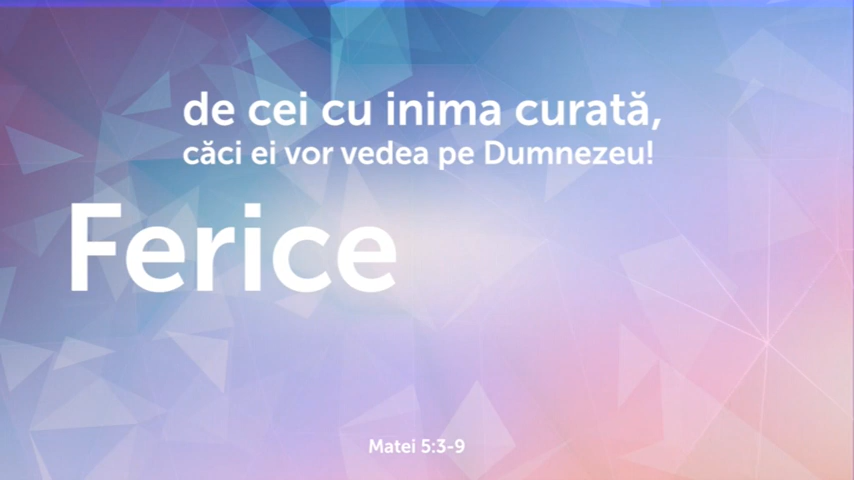 de cei cu inima curată,
căci ei vor vedea pe Dumnezeu!
Ferice
Matei 5:3-9